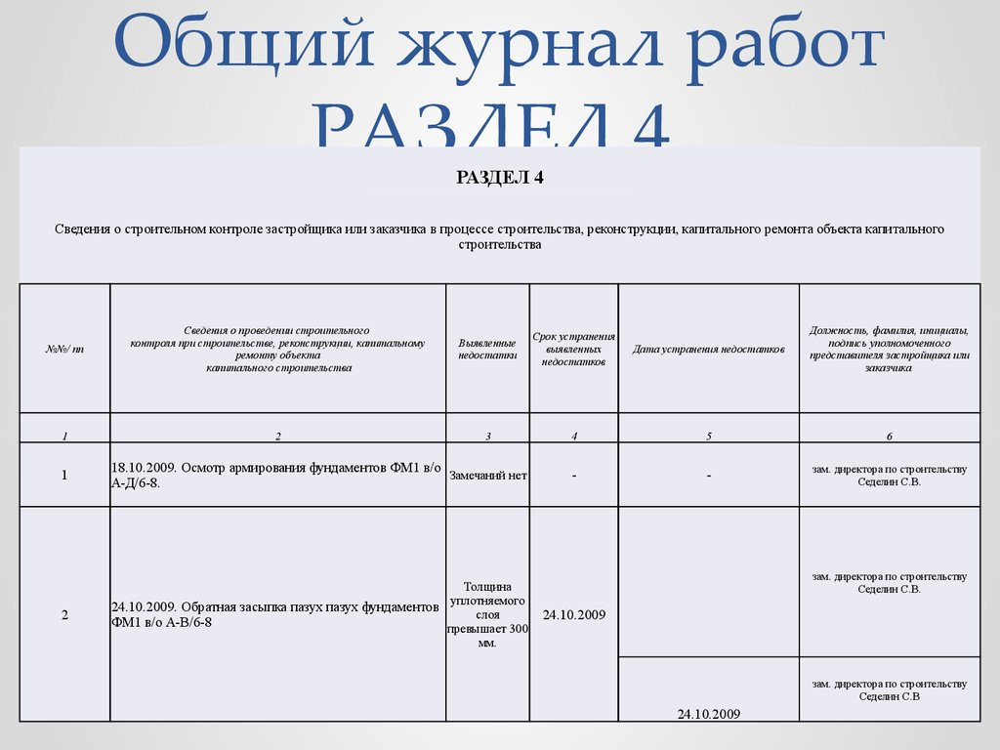 Общий журнал работ
РАЗДЕЛ 4
РАЗДЕЛ 4
Сведения о строительном контроле застройщика или заказчика в процессе строительства, реконструкции, капитального ремонта объекта капитального
строительства
№№/ пп
Сведения о проведении строительного
контроля при строительстве, реконструкции, капитальному
ремонту объекта
капитального строительства
Выявленные
недостатки
Срок устранения
выявленных
недостатков
Дата устранения недостатков
Должность, фамилия, инициалы,
подпись уполномоченного
представителя застройщика или
заказчика
1
2
3
4
5
6
1
18.10.2009. Осмотр армирования фундаментов ФМ1 в/о
А-Д/6-8.
Замечаний нет
-
-
зам. директора по строительству
Седелин С.В.
2
24.10.2009. Обратная засыпка пазух пазух фундаментов
ФМ1 в/о А-В/6-8
Толщина
уплотняемого
слоя
превышает 300
мм.
24.10.2009
зам. директора по строительству
Седелин С.В.
24.10.2009
зам. директора по строительству
Седелин С.В